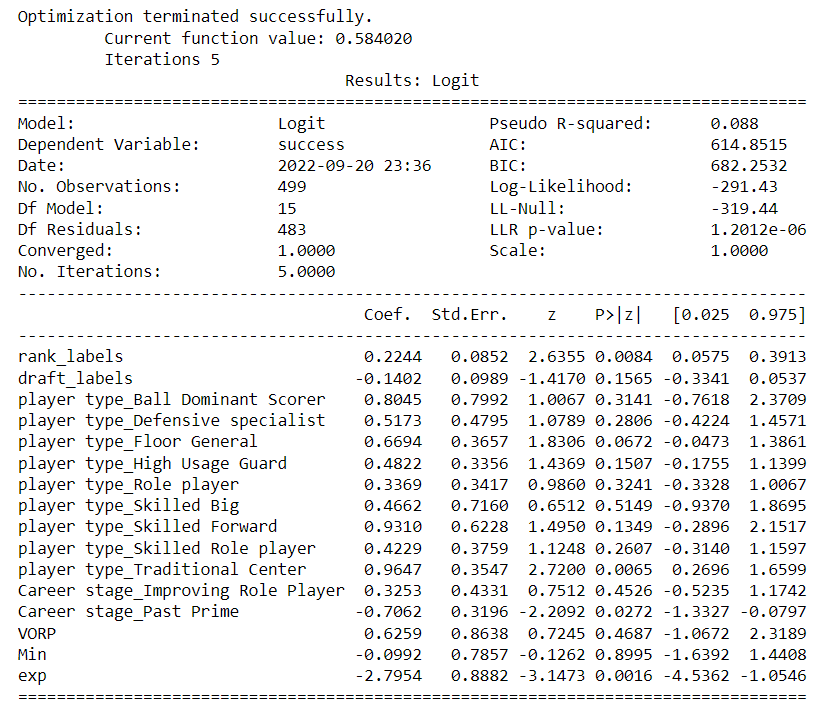 Optimization terminated successfully.
         Current function value: 0.584020
         Iterations 5
                                 Results: Logit
=================================================================================
Model:                     Logit                 Pseudo R-squared:      0.088
Dependent Variable:        success               AIC:                   614.8515
Date:                      2022-09-20 23:36      BIC:                   682.2532
No. Observations:          499                   Log-Likelihood:        -291.43
Df Model:                  15                    LL-Null:               -319.44
Df Residuals:              483                   LLR p-value:           1.2012e-06
Converged:                 1.0000                Scale:                 1.0000
No. Iterations:            5.0000
---------------------------------------------------------------------------------
                                    Coef.  Std.Err.    z    P>|z|   [0.025  0.975]
---------------------------------------------------------------------------------
rank_labels                         0.2244   0.0852  2.6355 0.0084  0.0575  0.3913
draft_labels                       -0.1402   0.0989 -1.4170 0.1565 -0.3341  0.0537
player type_Ball Dominant Scorer    0.8045   0.7992  1.0067 0.3141 -0.7618  2.3709
player type_Defensive specialist    0.5173   0.4795  1.0789 0.2806 -0.4224  1.4571
player type_Floor General           0.6694   0.3657  1.8306 0.0672 -0.0473  1.3861
player type_High Usage Guard        0.4822   0.3356  1.4369 0.1507 -0.1755  1.1399
player type_Role player             0.3369   0.3417  0.9860 0.3241 -0.3328  1.0067
player type_Skilled Big             0.4662   0.7160  0.6512 0.5149 -0.9370  1.8695
player type_Skilled Forward         0.9310   0.6228  1.4950 0.1349 -0.2896  2.1517
player type_Skilled Role player     0.4229   0.3759  1.1248 0.2607 -0.3140  1.1597
player type_Traditional Center      0.9647   0.3547  2.7200 0.0065  0.2696  1.6599
Career stage_Improving Role Player  0.3253   0.4331  0.7512 0.4526 -0.5235  1.1742
Career stage_Past Prime            -0.7062   0.3196 -2.2092 0.0272 -1.3327 -0.0797
VORP                                0.6259   0.8638  0.7245 0.4687 -1.0672  2.3189
Min                                -0.0992   0.7857 -0.1262 0.8995 -1.6392  1.4408
exp                                -2.7954   0.8882 -3.1473 0.0016 -4.5362 -1.0546
=================================================================================